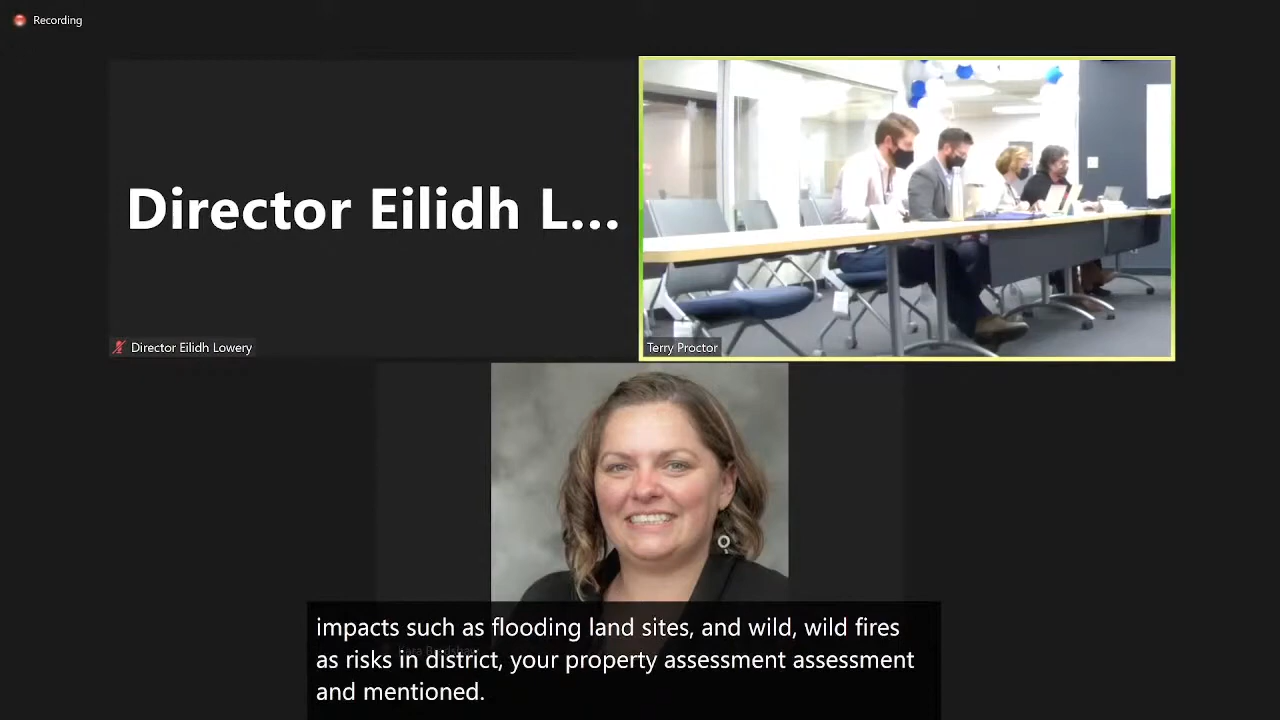 Recording
Director Eilidh L...
Director Eilidh Lowery
Terry Proctor
impacts such as flooding land sites, and wild, wild fires
as risks in district, your property assessment assessment
and mentioned.